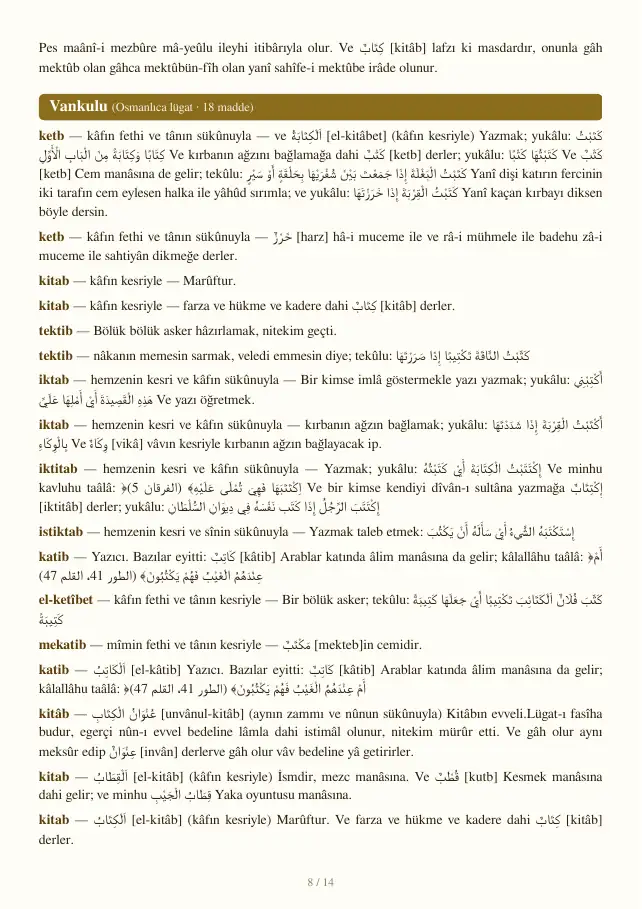 Pes maânî-i mezbûre mâ-yeûlu ileyhi itibârıyla olur. Ve كِتَابٌ [kitâb] lafzı ki masdardır, onunla gâh
mektûb olan gâhca mektûbün-fîh olan yanî sahîfe-i mektûbe irâde olunur.
Vankulu (Osmanlıca lügat · 18 madde)
ketb — kâfın fethi ve tânın sükûnuyla — ve اَلْكِتَابَةُ [el-kitâbet] (kâfın kesriyle) Yazmak; yukâlu: كَتَبْتُ
كِتَابًا وَكِتَابَةً مِنَ الْبَابِ الْأَوَّلِ Ve kırbanın ağzını bağlamağa dahi كَتْبٌ [ketb] derler; yukâlu: كَتَبْتُهَا كَتْبًا Ve كَتْبٌ
[ketb] Cem manâsına de gelir; tekûlu: كَتَبْتُ الْبَغْلَةَ إِذَا جَمَعْتَ بَيْنَ شُفْرَيْهَا بِحَلْقَةٍ أَوْ سَيْرٍ Yanî dişi katırın fercinin
iki tarafın cem eylesen halka ile yâhûd sırımla; ve yukâlu: كَتَبْتُ الْقِرْبَةَ إِذَا خَرَزْتَهَا Yanî kaçan kırbayı diksen
böyle dersin.
ketb — kâfın fethi ve tânın sükûnuyla — خَرْزٌ [harz] hâ-i muceme ile ve râ-i mühmele ile badehu zâ-i
muceme ile sahtiyân dikmeğe derler.
kitab — kâfın kesriyle — Marûftur.
kitab — kâfın kesriyle — farza ve hükme ve kadere dahi كِتَابٌ [kitâb] derler.
tektib — Bölük bölük asker hâzırlamak, nitekim geçti.
tektib — nâkanın memesin sarmak, veledi emmesin diye; tekûlu: كَتَّبْتُ النَّاقَةَ تَكْتِيبًا إِذَا صَرَرْتَهَا
iktab — hemzenin kesri ve kâfın sükûnuyla — Bir kimse imlâ göstermekle yazı yazmak; yukâlu: أَكْتِبْنِي
هَذِهِ الْقَصِيدَةَ أَيْ أَمْلِهَا عَلَيَّ Ve yazı öğretmek.
iktab — hemzenin kesri ve kâfın sükûnuyla — kırbanın ağzın bağlamak; yukâlu: أَكْتَبْتُ الْقِرْبَةَ إِذَا شَدَدْتَهَا
بِالْوِكَاءِ Ve وِكَاءٌ [vikâ] vâvın kesriyle kırbanın ağzın bağlayacak ip.
iktitab — hemzenin kesri ve kâfın sükûnuyla — Yazmak; yukâlu: إِكْتَتَبْتُ الْكِتَابَةَ أَيْ كَتَبْتُهُ Ve minhu
kavluhu taâlâ: ﴿اِكْتَتَبَهَا فَهِيَ تُمْلَى عَلَيْهِ﴾ (الفرقان 5) Ve bir kimse kendiyi dîvân-ı sultâna yazmağa إِكْتِتَابٌ
[iktitâb] derler; yukâlu: إِكْتَتَبَ الرَّجُلُ إِذَا كَتَبَ نَفْسَهُ فِي دِيوَانِ السُّلْطَانِ
istiktab — hemzenin kesri ve sînin sükûnuyla — Yazmak taleb etmek: إِسْتَكْتَبَهُ الشَّيْءَ أَيْ سَأَلَهُ أَنْ يَكْتُبَ
katib — Yazıcı. Bazılar eyitti: كَاتِبٌ [kâtib] Arablar katında âlim manâsına da gelir; kâlallâhu taâlâ: ﴿أَمْ
عِنْدَهُمُ الْغَيْبُ فَهُمْ يَكْتُبُونَ﴾ (الطور 41، القلم 47)
el-ketîbet — kâfın fethi ve tânın kesriyle — Bir bölük asker; tekûlu: كَتَّبَ فُلَانٌ اَلْكَتَائِبَ تَكْتِيبًا أَيْ جَعَلَهَا كَتِيبَةً
كَتِيبَةً
mekatib — mîmin fethi ve tânın kesriyle — مَكْتَبٌ [mekteb]in cemidir.
katib — اَلْكَاتِبُ [el-kâtib] Yazıcı. Bazılar eyitti: كَاتِبٌ [kâtib] Arablar katında âlim manâsına da gelir;
kâlallâhu taâlâ: ﴿أَمْ عِنْدَهُمُ الْغَيْبُ فَهُمْ يَكْتُبُونَ﴾ (الطور 41، القلم 47)
kitâb — عُنْوَانُ الْكِتَابِ [unvânul-kitâb] (aynın zammı ve nûnun sükûnuyla) Kitâbın evveli.Lügat-ı fasîha
budur, egerçi nûn-ı evvel bedeline lâmla dahi istimâl olunur, nitekim mürûr etti. Ve gâh olur aynı
meksûr edip عِنْوَانٌ [invân] derlerve gâh olur vâv bedeline yâ getirirler.
kitab — اَلْقِطَابُ [el-kitâb] (kâfın kesriyle) İsmdir, mezc manâsına. Ve قُطْبٌ [kutb] Kesmek manâsına
dahi gelir; ve minhu قِطَابُ الْجَيْبِ Yaka oyuntusu manâsına.
kitab — اَلْكِتَابُ [el-kitâb] (kâfın kesriyle) Marûftur. Ve farza ve hükme ve kadere dahi كِتَابٌ [kitâb]
derler.
8 / 14